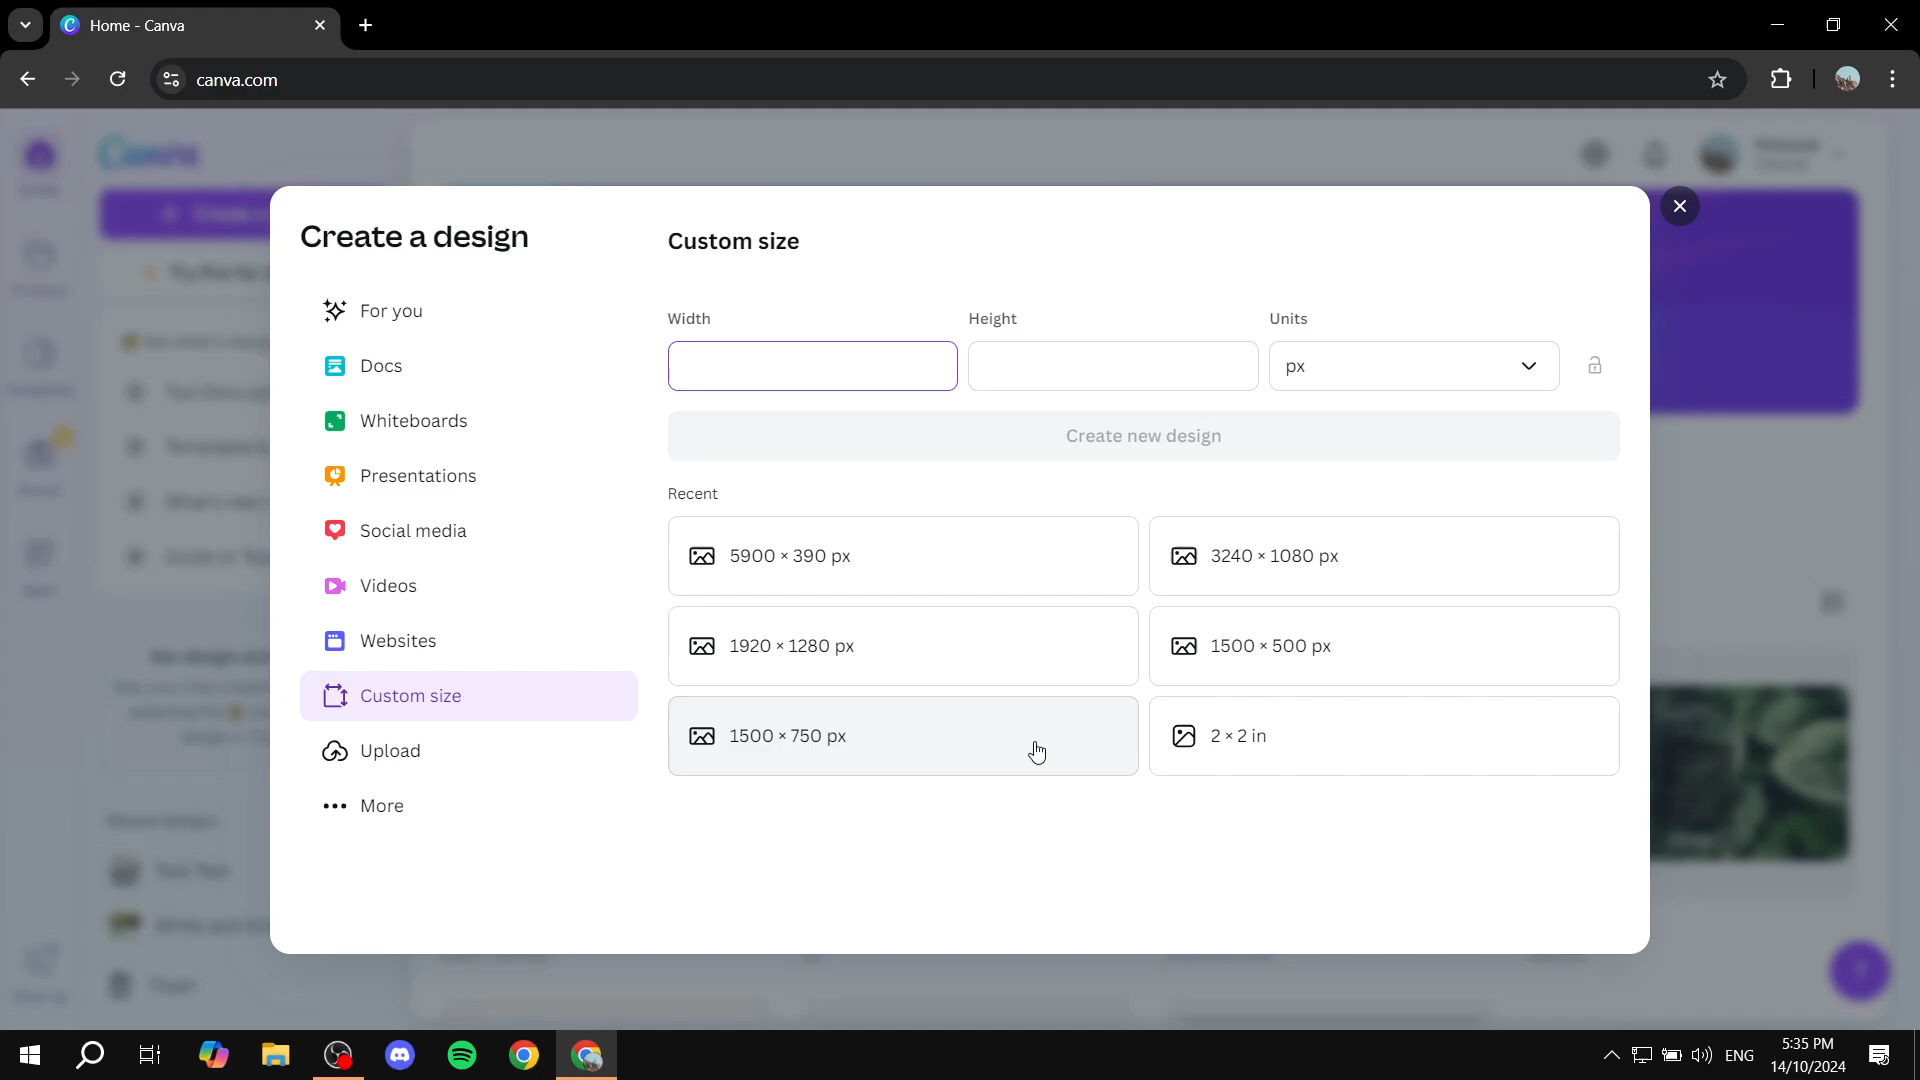 Home - Canva
canva.com
Canva
Create a design
Custom size
For you
Docs
Whiteboards
Presentations
Social media
Videos
Websites
Custom size
Upload
More
Width
Height
Units
px
Create new design
Recent
5900 × 390 px
3240 × 1080 px
1920 × 1280 px
1500 × 500 px
1500 × 750 px
2 × 2 in
ENG
5:35 PM
14/10/2024